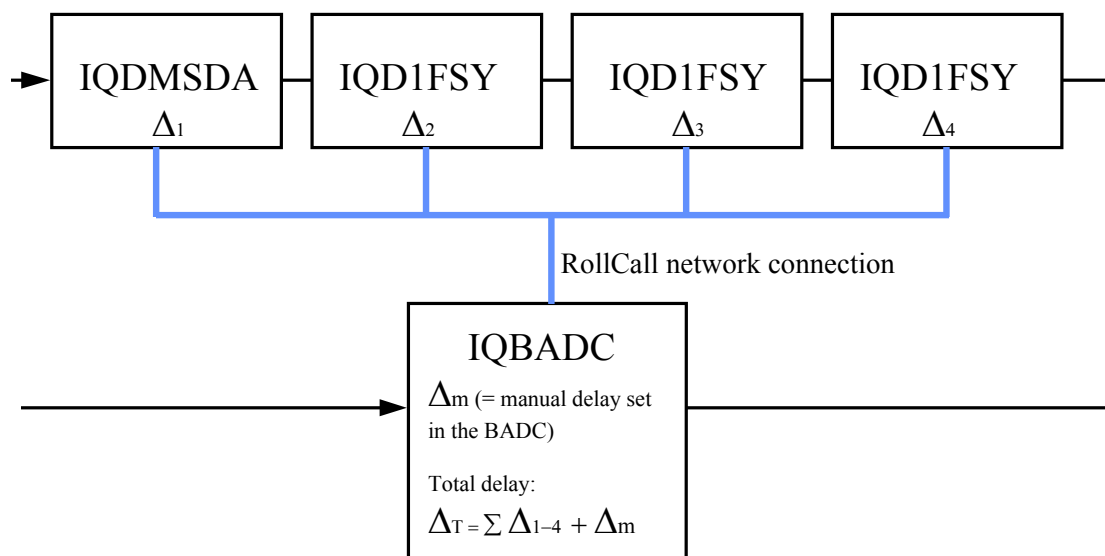 IQDMSDA IQD1FSY IQD1FSY IQD1FSY
Δ1 Δ2 Δ3 Δ4
RollCall network connection
IQBADC
Δm (= manual delay set
in the BADC)
Total delay:
ΔT = ∑ Δ1–4 + Δm